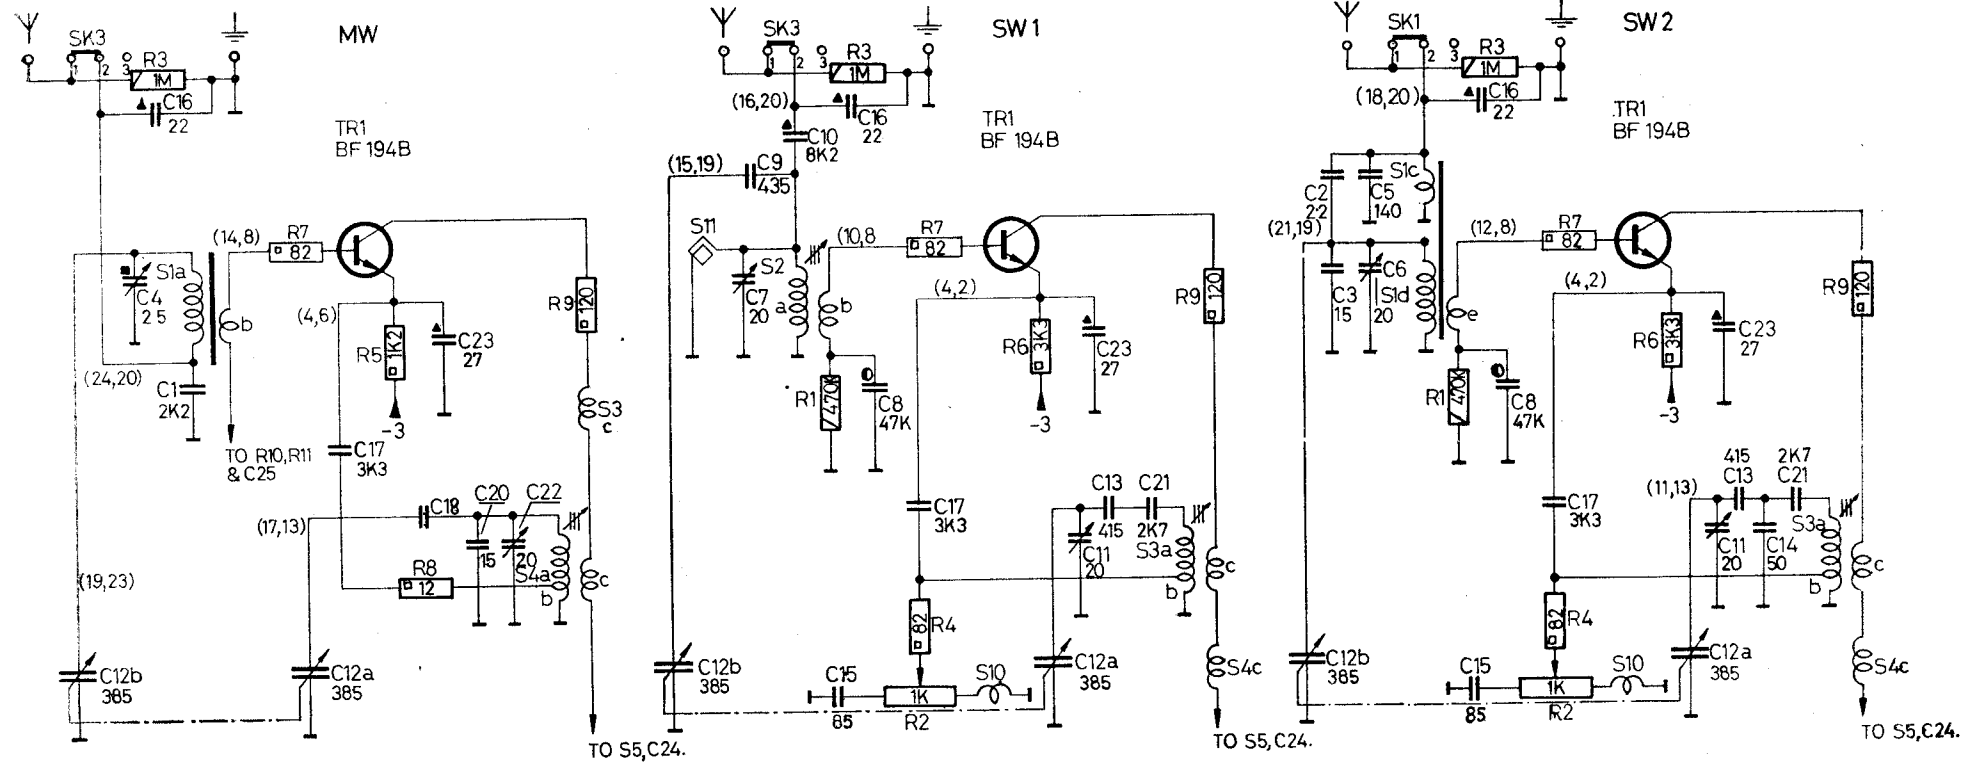 MW
SK3
1
2
3
R3
1M
C16
22
TR1
BF 194B
(14,8)
R7
82
S1a
C4
25
b
(4,6)
R5
1K2
C23
27
R9
120
(24,20)
C1
2K2
-3
S3
c
TO R10,R11
& C25
C17
3K3
C18
C20
C22
(17,13)
15
20
S4a
b
c
R8
12
(19,23)
C12b
385
C12a
385
TO S5,C24.
SW1
SK3
1
2
3
R3
1M
(16,20)
C16
22
TR1
BF 194B
C10
8K2
(15,19)
C9
435
S11
(10,8
R7
82
S2
C7
20
a
b
(4,2)
R9
120
R6
3K3
C23
27
R1
470K
C8
47K
-3
C17
3K3
C13
415
C21
2K7
C11
20
S3a
b
c
R4
82
C12b
385
C15
85
1K
R2
S10
C12a
385
S4c
TO S5,C24.
SW2
SK1
1
2
3
R3
1M
(18,20)
C16
22
TR1
BF 194B
C2
22
C5
140
S1c
(21,19)
(12,8)
R7
82
C3
15
C6
20
S1d
e
(4,2)
R9
120
R6
3K3
C23
27
R1
470K
C8
47K
-3
415
C13
2K7
C21
(11,13)
C17
3K3
C11
20
C14
50
S3a
b
c
R4
82
C12b
385
C15
85
1K
R2
S10
C12a
385
S4c
TO S5,C24.